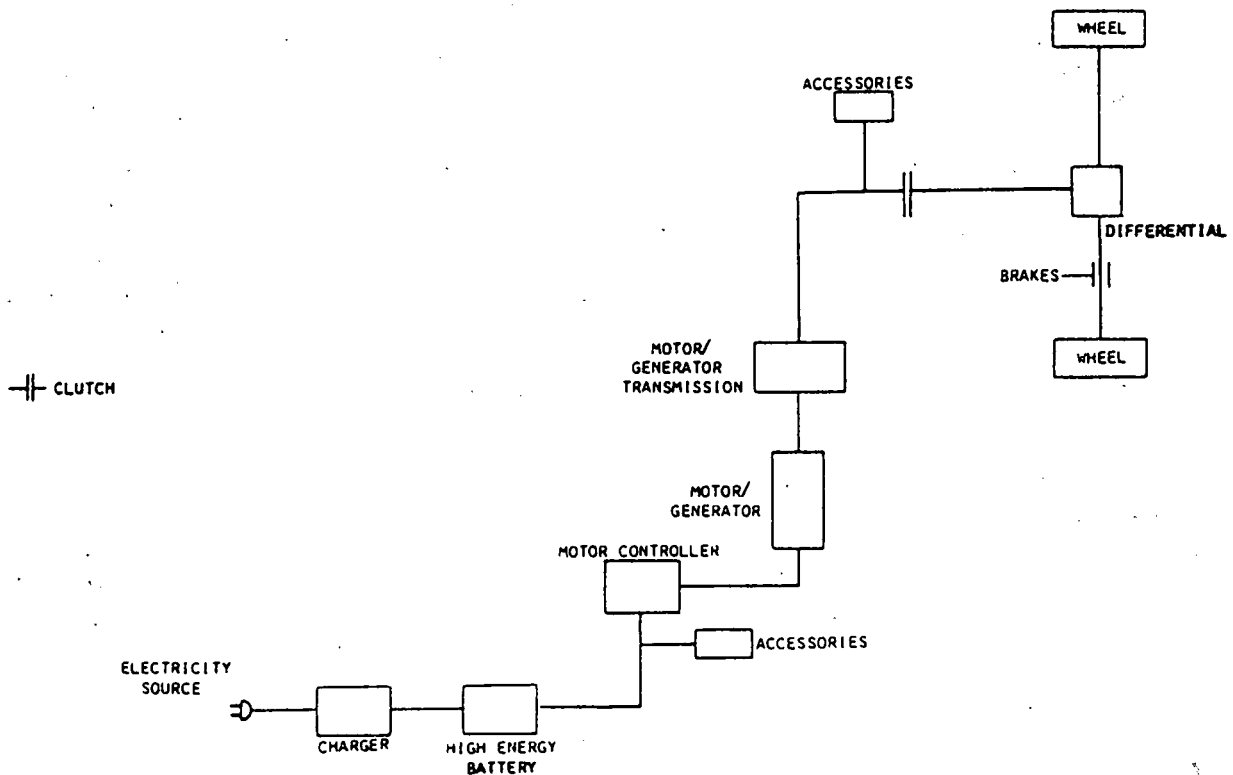 WHEEL
ACCESSORIES
DIFFERENTIAL
BRAKES
WHEEL
MOTOR/
GENERATOR
TRANSMISSION
CLUTCH
MOTOR/
GENERATOR
MOTOR CONTROLLER
ACCESSORIES
ELECTRICITY
SOURCE
CHARGER
HIGH ENERGY
BATTERY